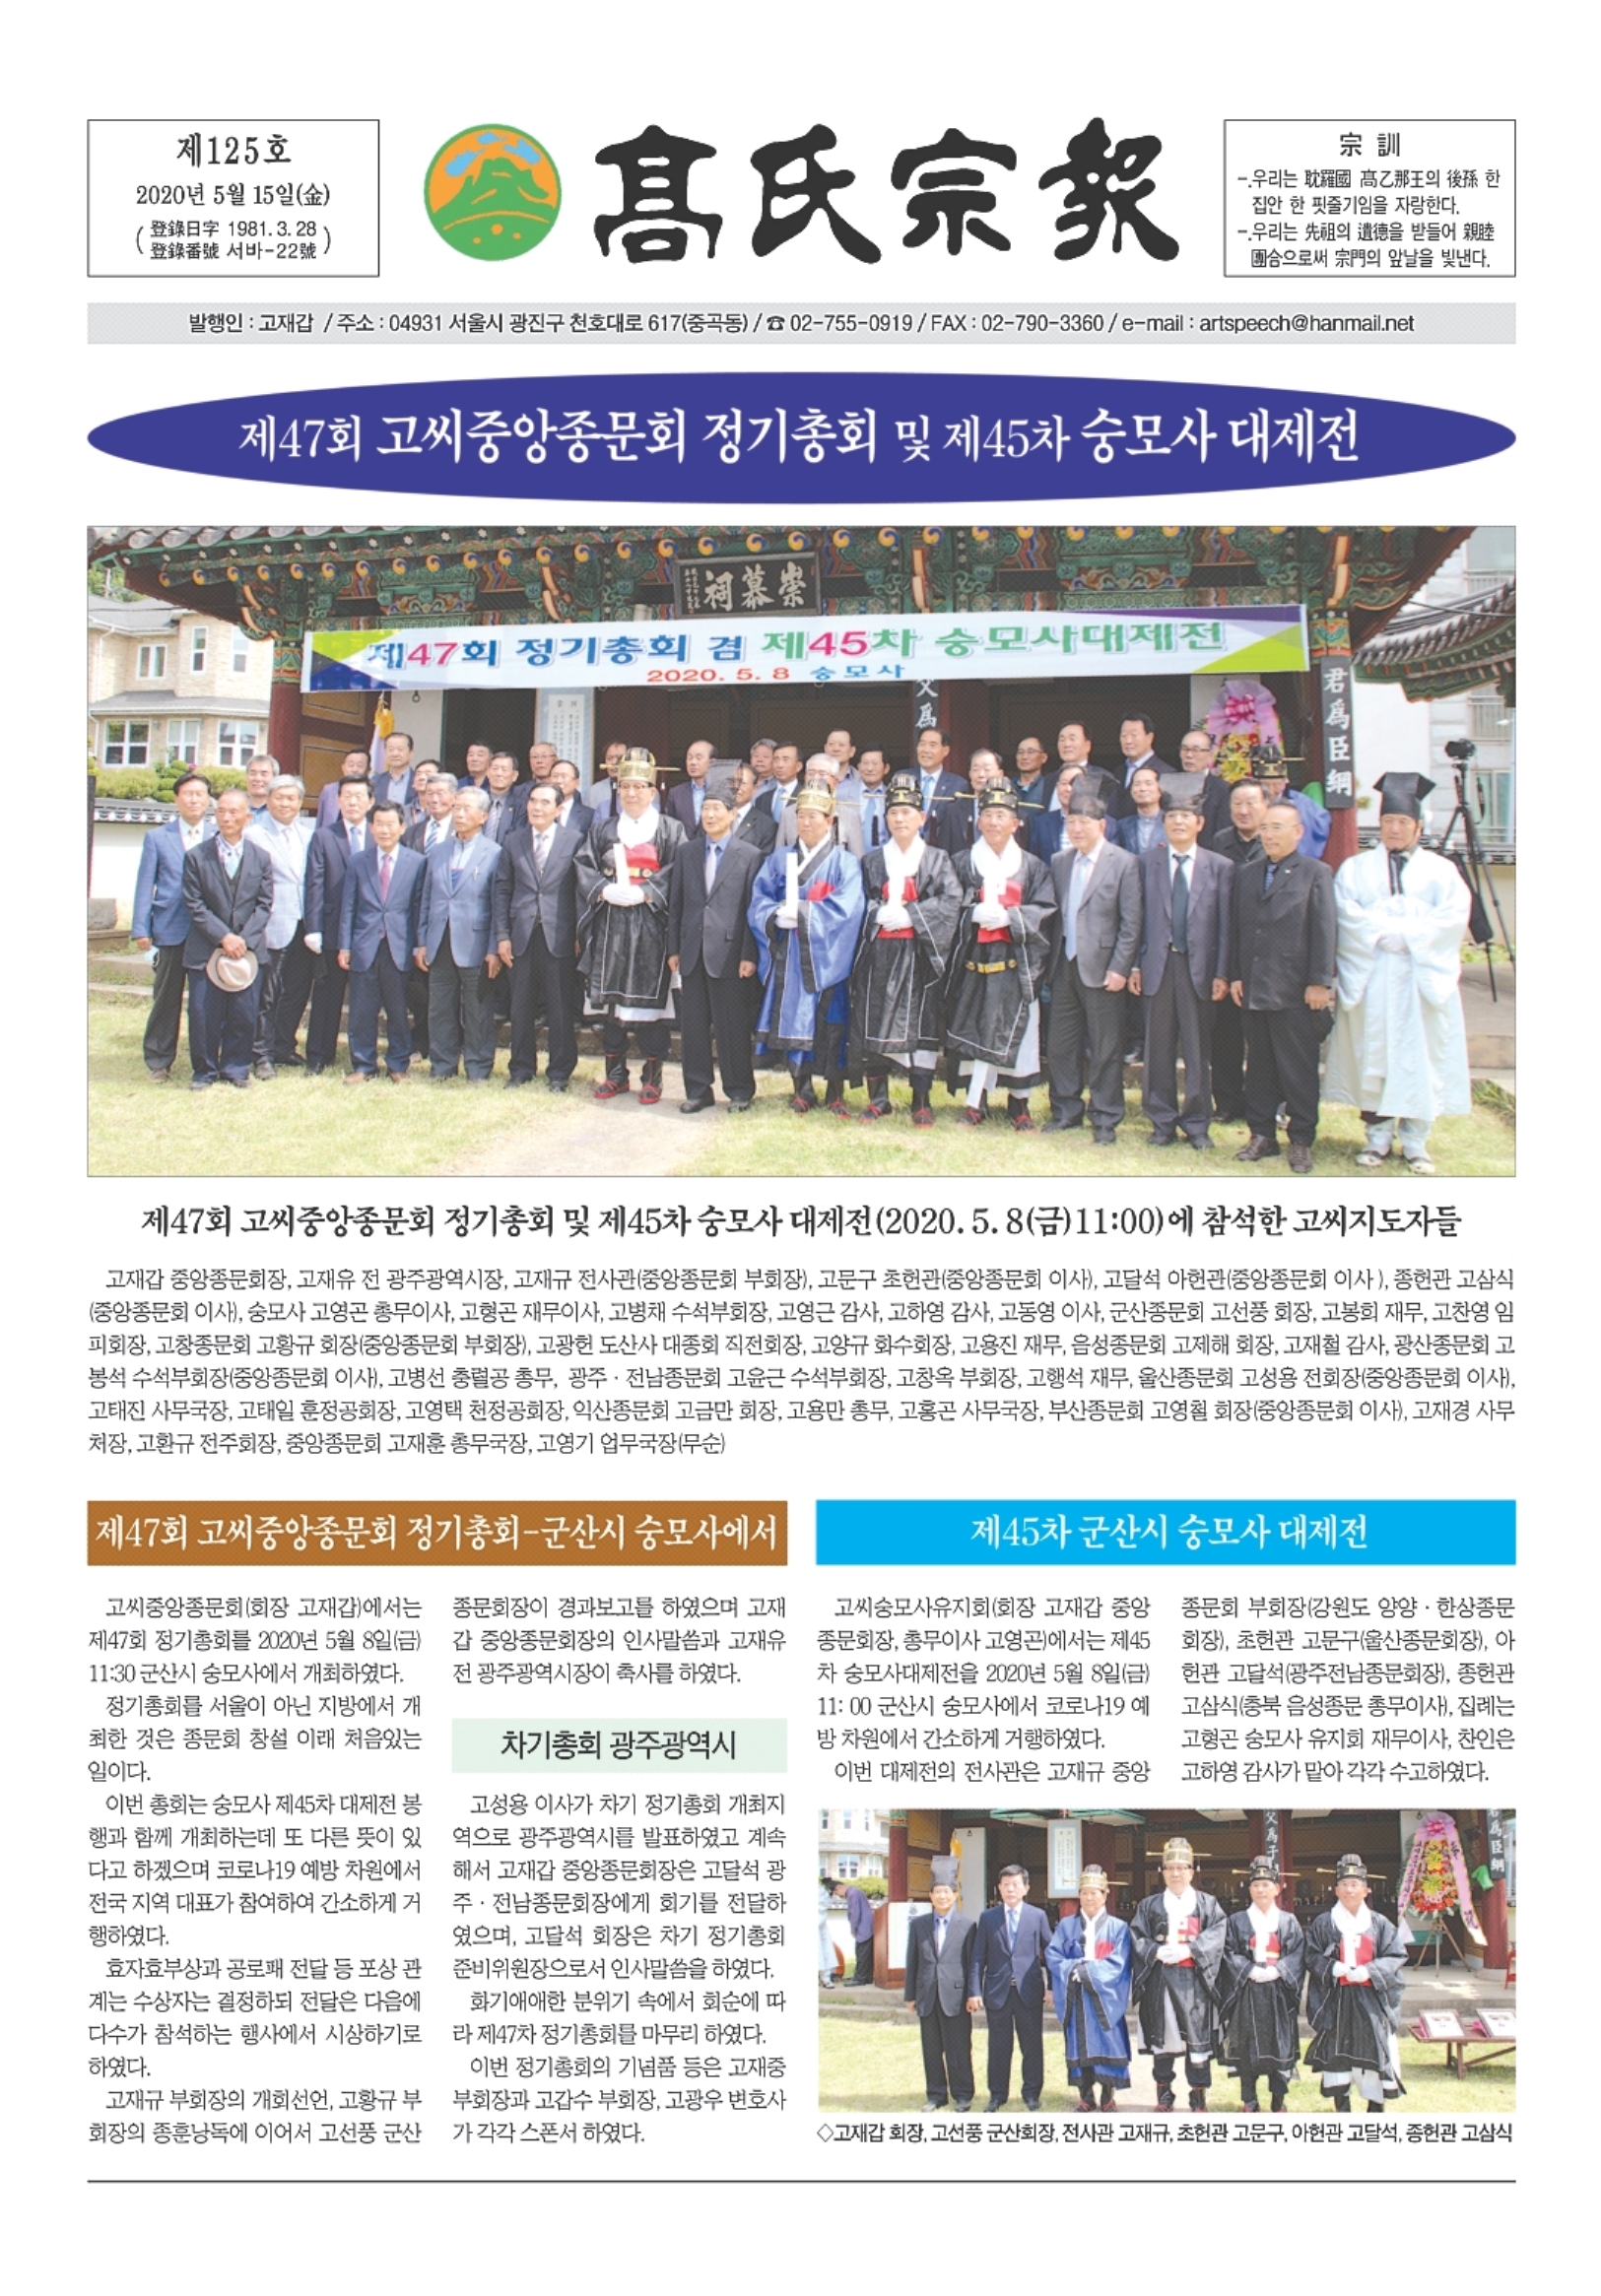 제125호
2020년 5월 15일(金)
登錄日字 1981. 3. 28
登錄番號 서바-22號
髙氏宗報
宗 訓
-.우리는 耽羅國 高乙那王의 後孫 한
집안 한 핏줄기임을 자랑한다.
-.우리는 先祖의 遺德을 받들어 親睦
團合으로써 宗門의 앞날을 빛낸다.
발행인 : 고재갑 / 주소 : 04931 서울시 광진구 천호대로 617(중곡동) / ☎ 02-755-0919 / FAX : 02-790-3360 / e-mail : artspeech@hanmail.net
제47회 고씨중앙종문회 정기총회 및 제45차 숭모사 대제전
祠慕崇
제47회 정기총회 겸 제45차 숭모사대제전
2020. 5. 8 숭모사
父爲
君爲臣綱
제47회 고씨중앙종문회 정기총회 및 제45차 숭모사 대제전(2020. 5. 8(금)11:00)에 참석한 고씨지도자들
고재갑 중앙종문회장, 고재유 전 광주광역시장, 고재규 전사관(중앙종문회 부회장), 고문구 초헌관(중앙종문회 이사), 고달석 아헌관(중앙종문회 이사 ), 종헌관 고삼식
(중앙종문회 이사), 숭모사 고영곤 총무이사, 고형곤 재무이사, 고병채 수석부회장, 고영근 감사, 고하영 감사, 고동영 이사, 군산종문회 고선풍 회장, 고봉희 재무, 고찬영 임
피회장, 고창종문회 고황규 회장(중앙종문회 부회장), 고광헌 도산사 대종회 직전회장, 고양규 화수회장, 고용진 재무, 음성종문회 고제해 회장, 고재철 감사, 광산종문회 고
봉석 수석부회장(중앙종문회 이사), 고병선 충렬공 총무, 광주 · 전남종문회 고윤근 수석부회장, 고창옥 부회장, 고행석 재무, 울산종문회 고성용 전회장(중앙종문회 이사),
고태진 사무국장, 고태일 훈정공회장, 고영택 천정공회장, 익산종문회 고금만 회장, 고용만 총무, 고홍곤 사무국장, 부산종문회 고영철 회장(중앙종문회 이사), 고재경 사무
처장, 고환규 전주회장, 중앙종문회 고재훈 총무국장, 고영기 업무국장(무순)
제47회 고씨중앙종문회 정기총회-군산시 숭모사에서
고씨중앙종문회(회장 고재갑)에서는
제47회 정기총회를 2020년 5월 8일(금)
11:30 군산시 숭모사에서 개최하였다.
정기총회를 서울이 아닌 지방에서 개
최한 것은 종문회 창설 이래 처음있는
일이다.
이번 총회는 숭모사 제45차 대제전 봉
행과 함께 개최하는데 또 다른 뜻이 있
다고 하겠으며 코로나19 예방 차원에서
전국 지역 대표가 참여하여 간소하게 거
행하였다.
효자효부상과 공로패 전달 등 포상 관
계는 수상자는 결정하되 전달은 다음에
다수가 참석하는 행사에서 시상하기로
하였다.
고재규 부회장의 개회선언, 고황규 부
회장의 종훈낭독에 이어서 고선풍 군산
종문회장이 경과보고를 하였으며 고재
갑 중앙종문회장의 인사말씀과 고재유
전 광주광역시장이 축사를 하였다.
차기총회 광주광역시
고성용 이사가 차기 정기총회 개최지
역으로 광주광역시를 발표하였고 계속
해서 고재갑 중앙종문회장은 고달석 광
주 · 전남종문회장에게 회기를 전달하
였으며, 고달석 회장은 차기 정기총회
준비위원장으로서 인사말씀을 하였다.
화기애애한 분위기 속에서 회순에 따
라 제47차 정기총회를 마무리 하였다.
이번 정기총회의 기념품 등은 고재중
부회장과 고갑수 부회장, 고광우 변호사
가 각각 스폰서 하였다.
제45차 군산시 숭모사 대제전
고씨숭모사유지회(회장 고재갑 중앙
종문회장, 총무이사 고영곤)에서는 제45
차 숭모사대제전을 2020년 5월 8일(금)
11: 00 군산시 숭모사에서 코로나19 예
방 차원에서 간소하게 거행하였다.
이번 대제전의 전사관은 고재규 중앙
종문회 부회장(강원도 양양 · 한상종문
회장), 초헌관 고문구(울산종문회장), 아
헌관 고달석(광주전남종문회장), 종헌관
고삼식(충북 음성종문 총무이사), 집례는
고형곤 숭모사 유지회 재무이사, 찬인은
고하영 감사가 맡아 각각 수고하였다.
父爲子
君爲臣綱
◇고재갑 회장, 고선풍 군산회장, 전사관 고재규, 초헌관 고문구, 아헌관 고달석, 종헌관 고삼식